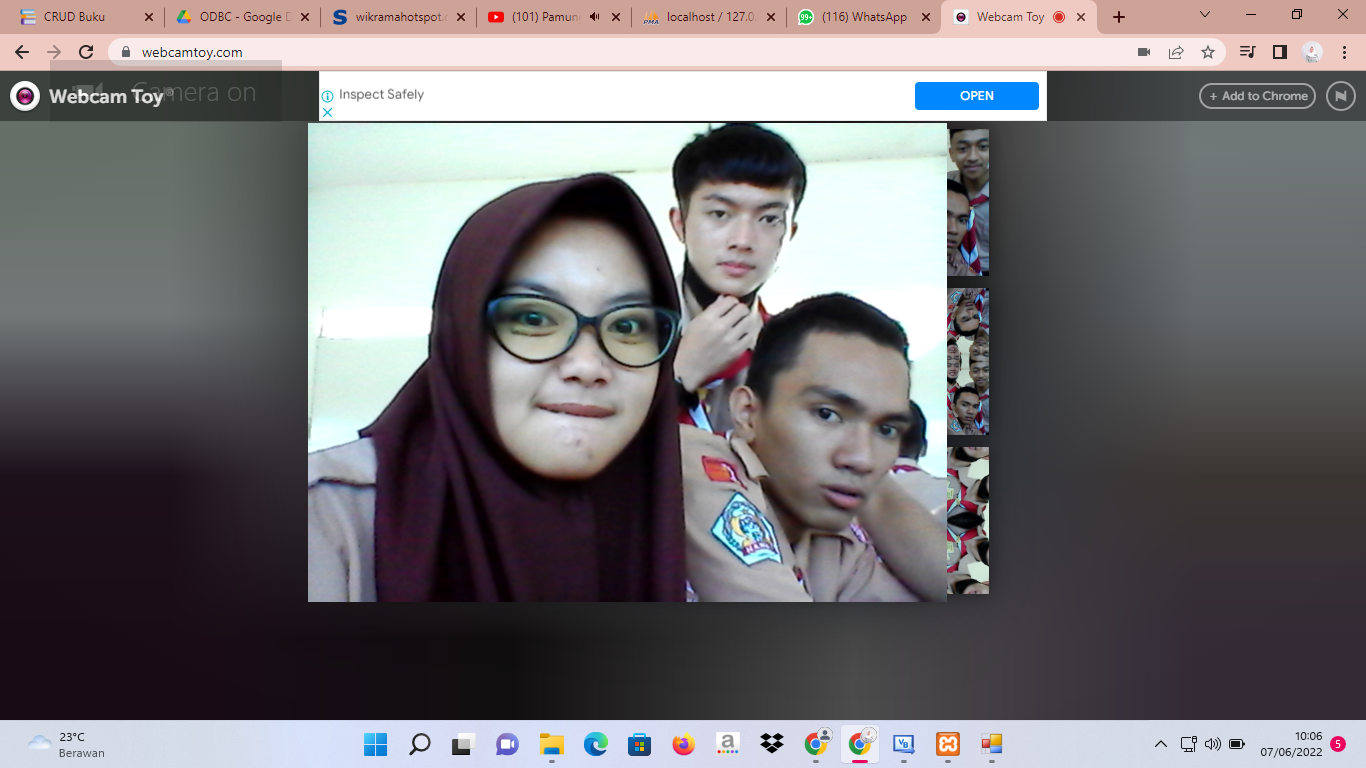 CRUD Buku
ODBC - Google D
wikramahotspot.c
(101) Pamun
localhost / 127.0.
(116) WhatsApp
Webcam Toy
webcamtoy.com
Webcam Toy
Camera on
Inspect Safely
OPEN
+ Add to Chrome
23°C
Berawan
10:06
07/06/2022
5